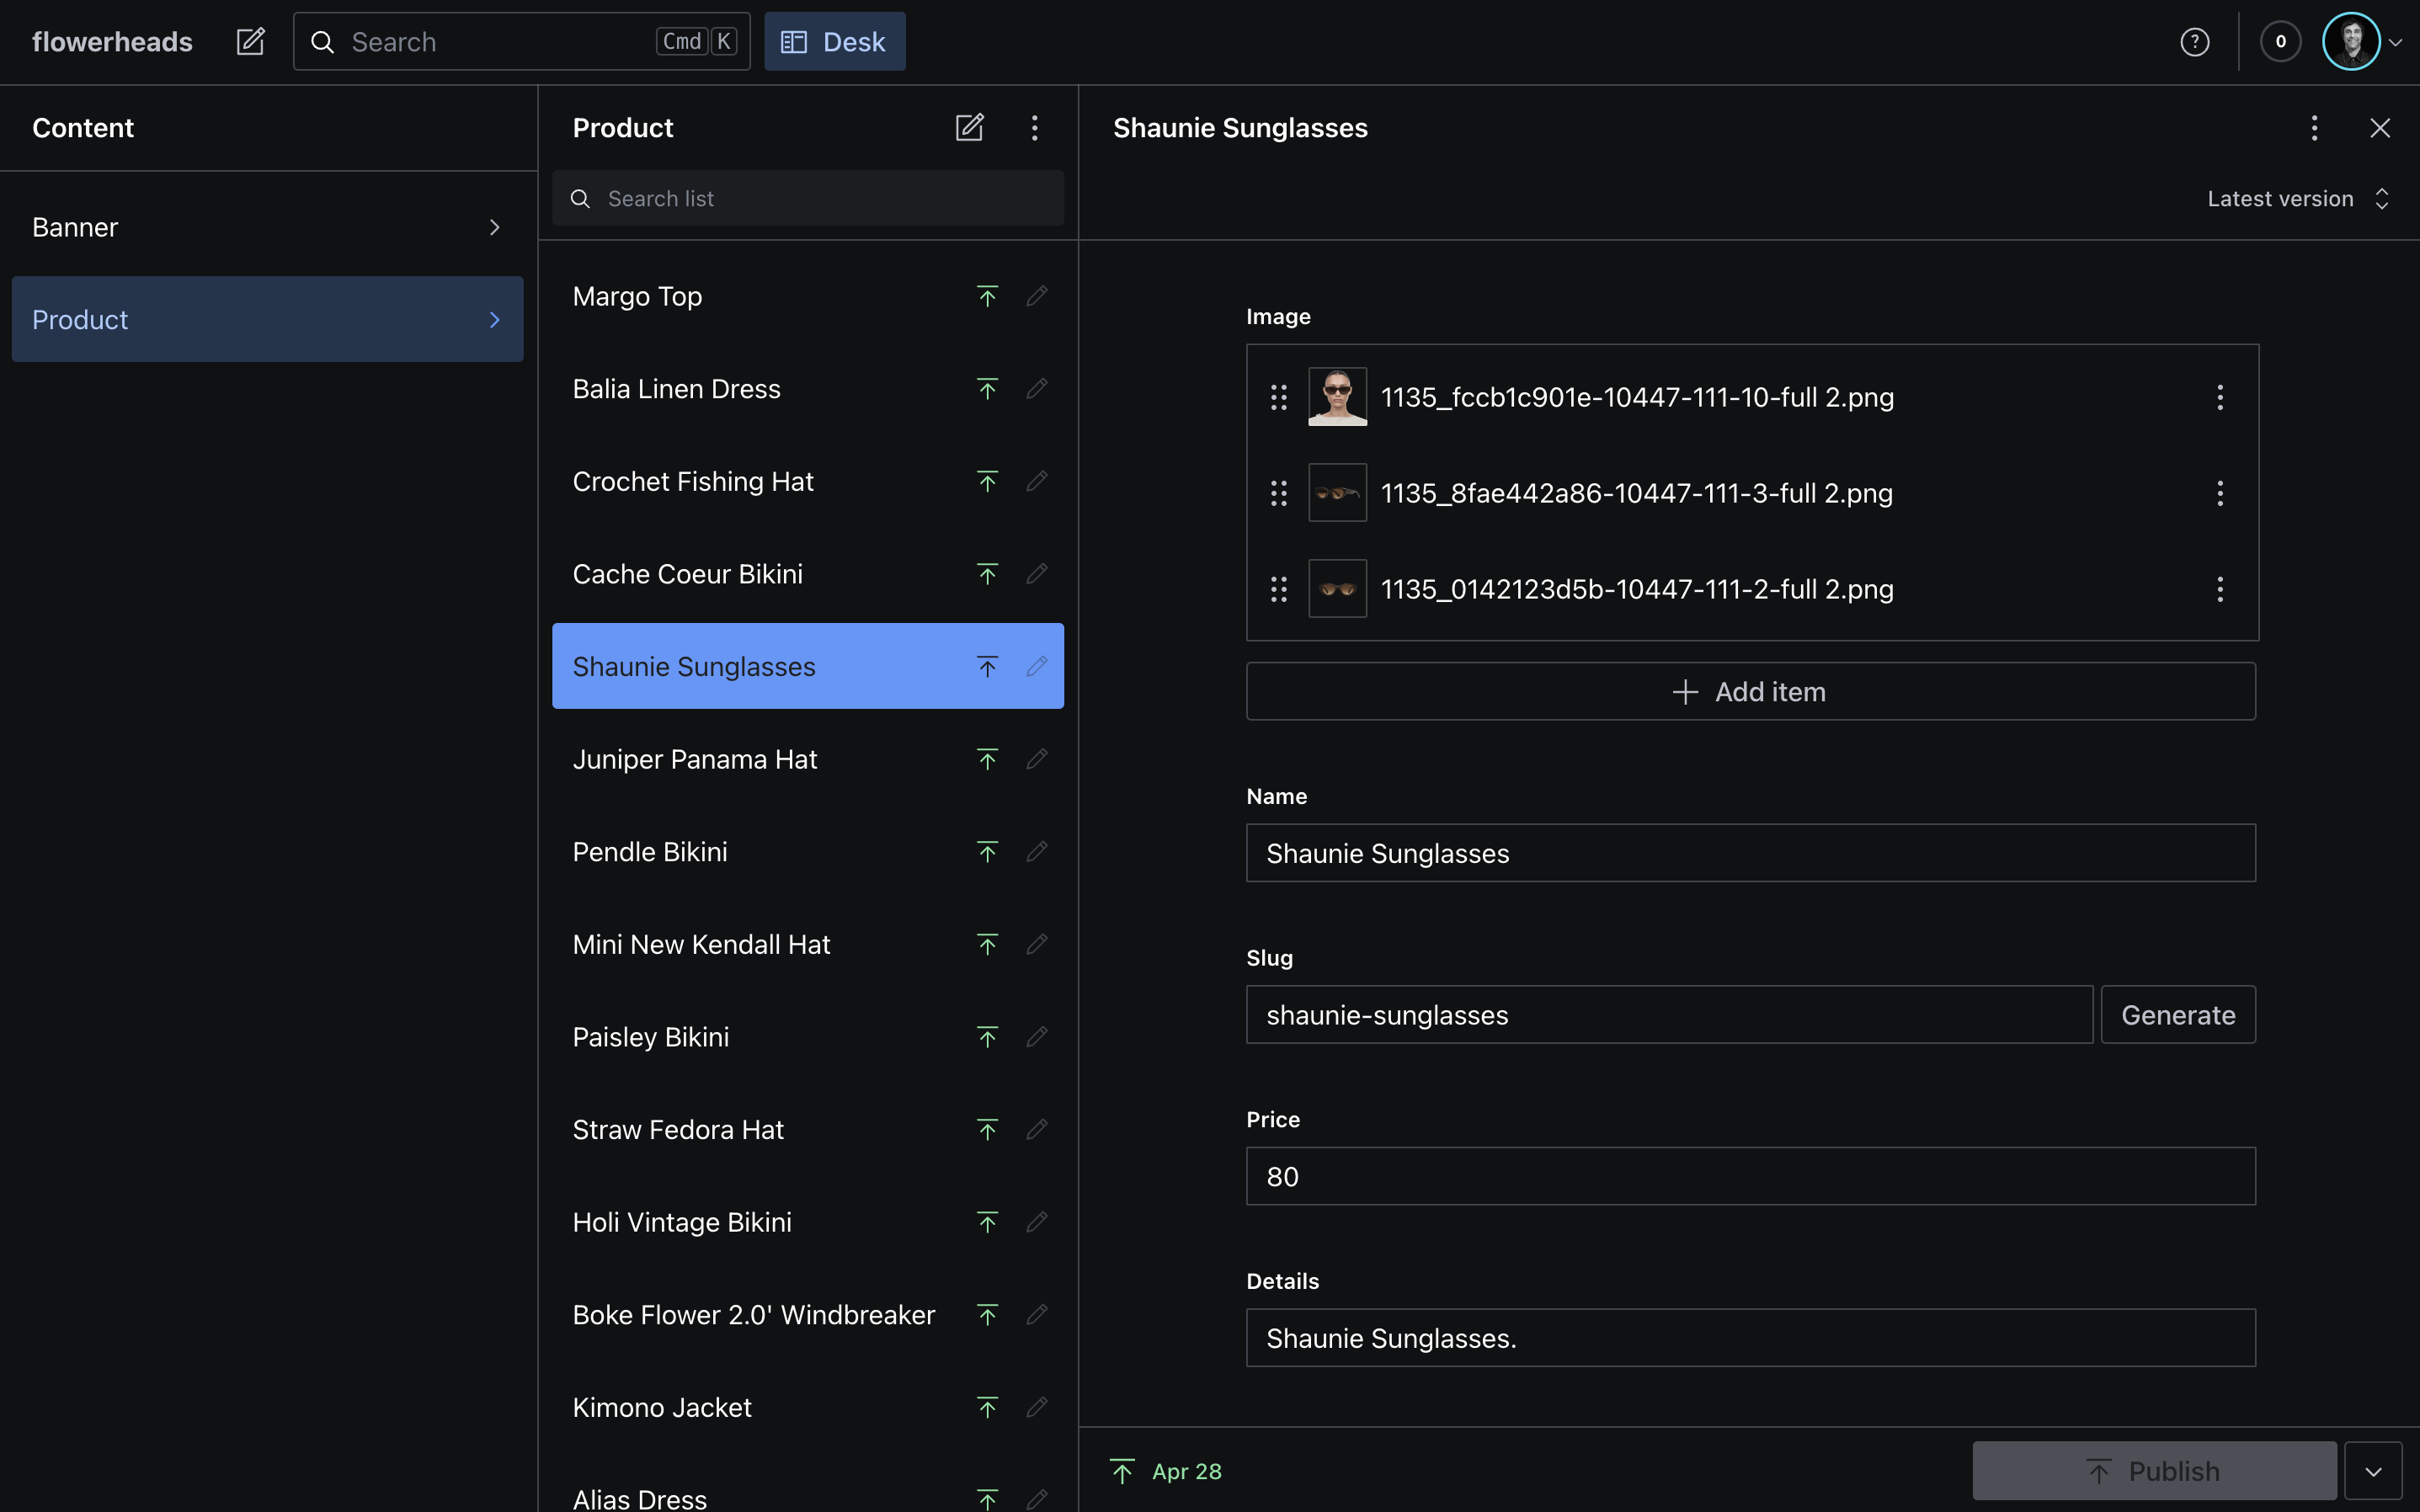 flowerheads
Search
Cmd K
Desk
?
0
Content
Banner
Product
Product
Search list
Margo Top
Balia Linen Dress
Crochet Fishing Hat
Cache Coeur Bikini
Shaunie Sunglasses
Juniper Panama Hat
Pendle Bikini
Mini New Kendall Hat
Paisley Bikini
Straw Fedora Hat
Holi Vintage Bikini
Boke Flower 2.0' Windbreaker
Kimono Jacket
Alias Dress
Shaunie Sunglasses
Latest version
Image
1135_fccb1c901e-10447-111-10-full 2.png
1135_8fae442a86-10447-111-3-full 2.png
1135_0142123d5b-10447-111-2-full 2.png
Add item
Name
Shaunie Sunglasses
Slug
shaunie-sunglasses
Generate
Price
80
Details
Shaunie Sunglasses.
Apr 28
Publish